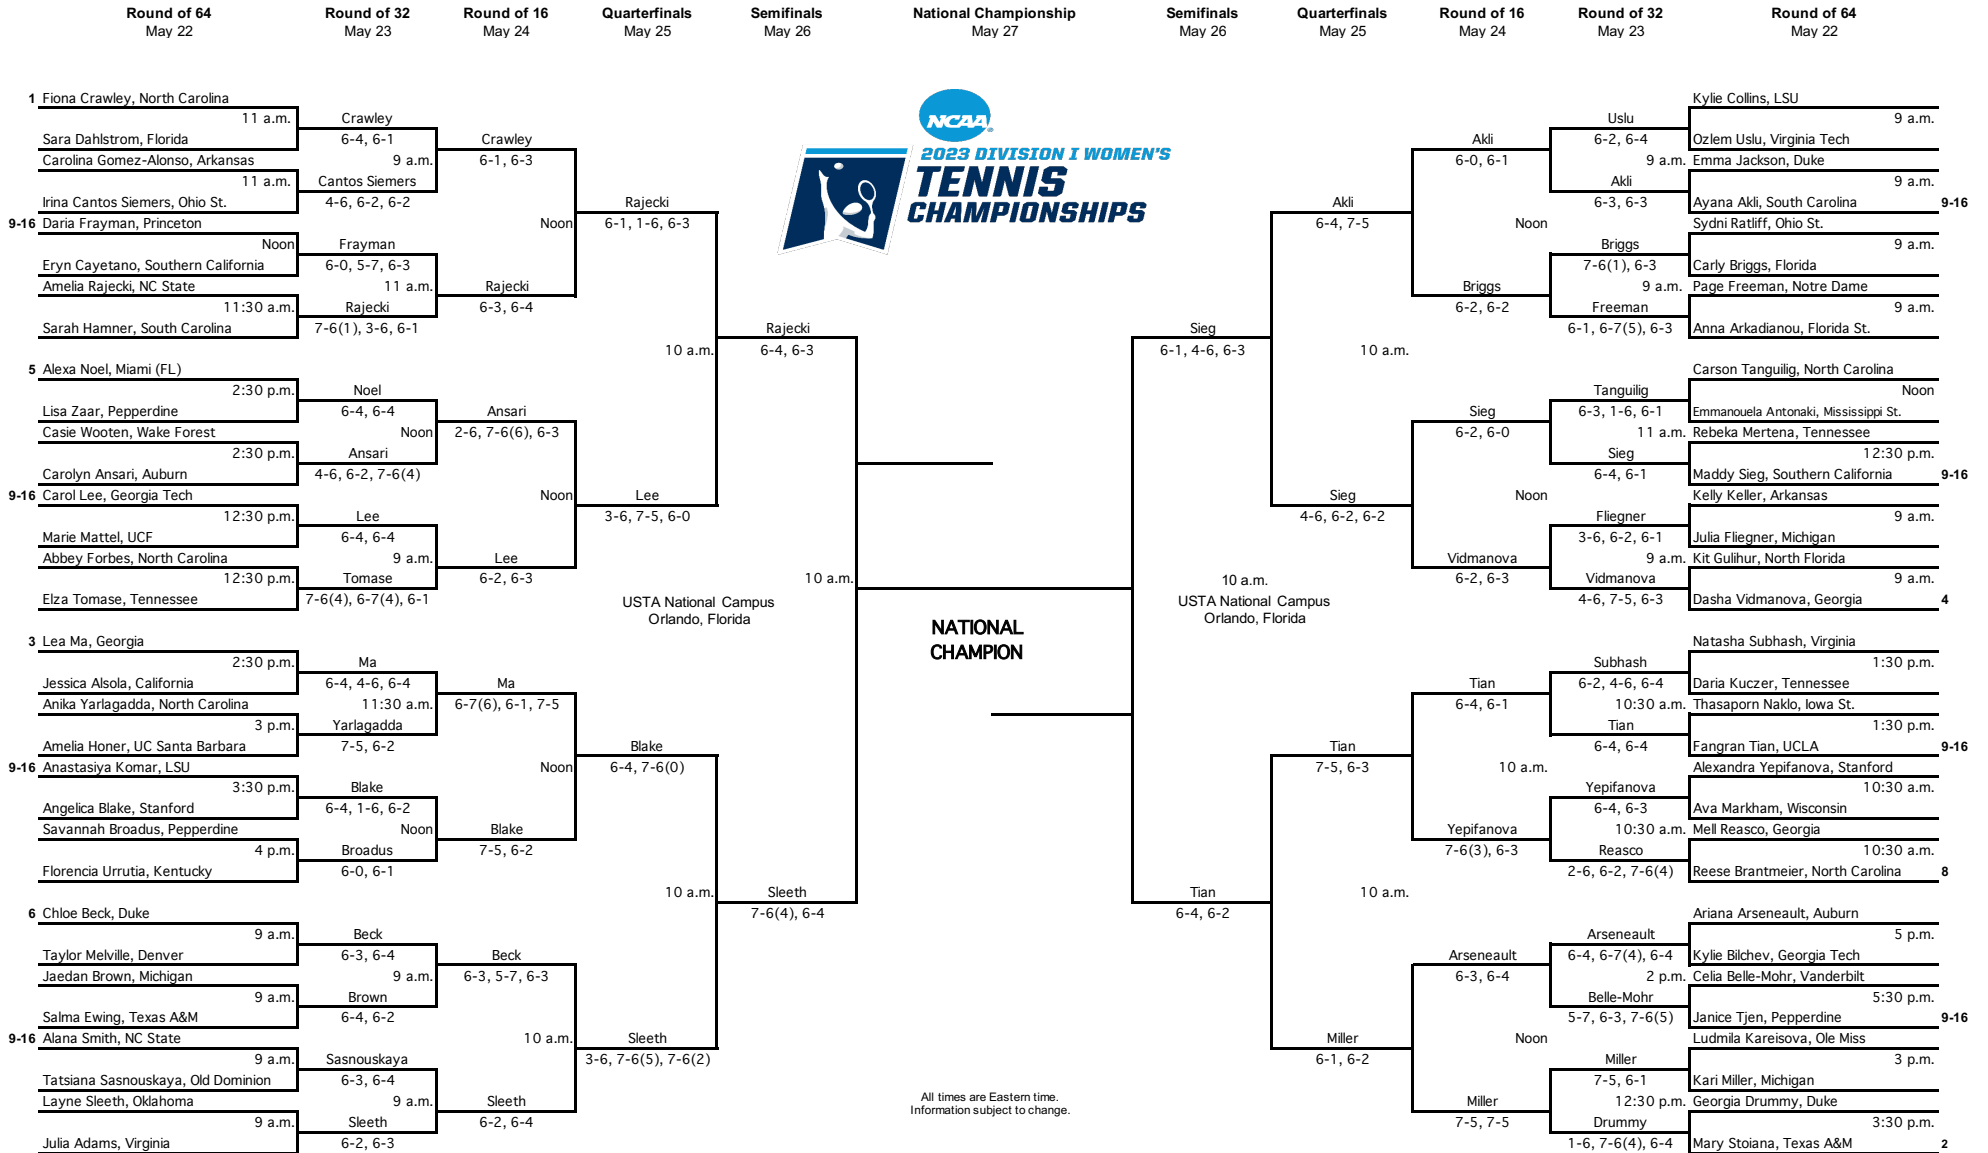 Round of 64
May 22
Round of 32
May 23
Round of 16
May 24
Quarterfinals
May 25
Semifinals
May 26
National Championship
May 27
Semifinals
May 26
Quarterfinals
May 25
Round of 16
May 24
Round of 32
May 23
Round of 64
May 22
NCAA
2023 DIVISION I WOMEN'S
TENNIS
CHAMPIONSHIPS
1 Fiona Crawley, North Carolina
11 a.m.
Sara Dahlstrom, Florida
Carolina Gomez-Alonso, Arkansas
11 a.m.
Irina Cantos Siemers, Ohio St.
9-16 Daria Frayman, Princeton
Noon
Eryn Cayetano, Southern California
Amelia Rajecki, NC State
11:30 a.m.
Sarah Hamner, South Carolina
5 Alexa Noel, Miami (FL)
2:30 p.m.
Lisa Zaar, Pepperdine
Casie Wooten, Wake Forest
2:30 p.m.
Carolyn Ansari, Auburn
9-16 Carol Lee, Georgia Tech
12:30 p.m.
Marie Mattel, UCF
Abbey Forbes, North Carolina
12:30 p.m.
Elza Tomase, Tennessee
3 Lea Ma, Georgia
2:30 p.m.
Jessica Alsola, California
Anika Yarlagadda, North Carolina
3 p.m.
Amelia Honer, UC Santa Barbara
9-16 Anastasiya Komar, LSU
3:30 p.m.
Angelica Blake, Stanford
Savannah Broadus, Pepperdine
4 p.m.
Florencia Urrutia, Kentucky
6 Chloe Beck, Duke
9 a.m.
Taylor Melville, Denver
Jaedan Brown, Michigan
9 a.m.
Salma Ewing, Texas A&M
9-16 Alana Smith, NC State
9 a.m.
Tatsiana Sasnouskaya, Old Dominion
Layne Sleeth, Oklahoma
9 a.m.
Julia Adams, Virginia
Crawley
6-4, 6-1
9 a.m.
Cantos Siemers
4-6, 6-2, 6-2
Frayman
6-0, 5-7, 6-3
11 a.m.
Rajecki
7-6(1), 3-6, 6-1
Noel
6-4, 6-4
Noon
Ansari
4-6, 6-2, 7-6(4)
Lee
6-4, 6-4
9 a.m.
Tomase
7-6(4), 6-7(4), 6-1
Ma
6-4, 4-6, 6-4
11:30 a.m.
Yarlagadda
7-5, 6-2
Blake
6-4, 1-6, 6-2
Noon
Broadus
6-0, 6-1
Beck
6-3, 6-4
9 a.m.
Brown
6-4, 6-2
Sasnouskaya
6-3, 6-4
9 a.m.
Sleeth
6-2, 6-3
Crawley
6-1, 6-3
Noon
Rajecki
6-3, 6-4
Ansari
2-6, 7-6(6), 6-3
Noon
Lee
6-2, 6-3
Ma
6-7(6), 6-1, 7-5
Noon
Blake
7-5, 6-2
Beck
6-3, 5-7, 6-3
10 a.m.
Sleeth
6-2, 6-4
Rajecki
6-1, 1-6, 6-3
10 a.m.
Lee
3-6, 7-5, 6-0
USTA National Campus
Orlando, Florida
Blake
6-4, 7-6(0)
10 a.m.
Sleeth
3-6, 7-6(5), 7-6(2)
Rajecki
6-4, 6-3
10 a.m.
Sleeth
7-6(4), 6-4
NATIONAL
CHAMPION
All times are Eastern time.
Information subject to change.
Sieg
6-1, 4-6, 6-3
10 a.m.
USTA National Campus
Orlando, Florida
Tian
6-4, 6-2
Akli
6-4, 7-5
10 a.m.
Sieg
4-6, 6-2, 6-2
Tian
7-5, 6-3
10 a.m.
Miller
6-1, 6-2
Akli
6-0, 6-1
Noon
Briggs
6-2, 6-2
Sieg
6-2, 6-0
Noon
Vidmanova
6-2, 6-3
Tian
6-4, 6-1
10 a.m.
Yepifanova
7-6(3), 6-3
Arseneault
6-3, 6-4
Noon
Miller
7-5, 7-5
Uslu
6-2, 6-4
9 a.m.
Akli
6-3, 6-3
Briggs
7-6(1), 6-3
9 a.m.
Freeman
6-1, 6-7(5), 6-3
Tanguilig
6-3, 1-6, 6-1
11 a.m.
Sieg
6-4, 6-1
Fliegner
3-6, 6-2, 6-1
9 a.m.
Vidmanova
4-6, 7-5, 6-3
Subhash
6-2, 4-6, 6-4
10:30 a.m.
Tian
6-4, 6-4
Yepifanova
6-4, 6-3
10:30 a.m.
Reasco
2-6, 6-2, 7-6(4)
Arseneault
6-4, 6-7(4), 6-4
2 p.m.
Belle-Mohr
5-7, 6-3, 7-6(5)
Miller
7-5, 6-1
12:30 p.m.
Drummy
1-6, 7-6(4), 6-4
Kylie Collins, LSU
9 a.m.
Ozlem Uslu, Virginia Tech
Emma Jackson, Duke
9 a.m.
Ayana Akli, South Carolina 9-16
Sydni Ratliff, Ohio St.
9 a.m.
Carly Briggs, Florida
Page Freeman, Notre Dame
9 a.m.
Anna Arkadianou, Florida St.
Carson Tanguilig, North Carolina
Noon
Emmanouela Antonaki, Mississippi St.
Rebeka Mertena, Tennessee
12:30 p.m.
Maddy Sieg, Southern California 9-16
Kelly Keller, Arkansas
9 a.m.
Julia Fliegner, Michigan
Kit Gulihur, North Florida
9 a.m.
Dasha Vidmanova, Georgia 4
Natasha Subhash, Virginia
1:30 p.m.
Daria Kuczer, Tennessee
Thasaporn Naklo, Iowa St.
1:30 p.m.
Fangran Tian, UCLA 9-16
Alexandra Yepifanova, Stanford
10:30 a.m.
Ava Markham, Wisconsin
Mell Reasco, Georgia
10:30 a.m.
Reese Brantmeier, North Carolina 8
Ariana Arseneault, Auburn
5 p.m.
Kylie Bilchev, Georgia Tech
Celia Belle-Mohr, Vanderbilt
5:30 p.m.
Janice Tjen, Pepperdine 9-16
Ludmila Kareisova, Ole Miss
3 p.m.
Kari Miller, Michigan
Georgia Drummy, Duke
3:30 p.m.
Mary Stoiana, Texas A&M 2